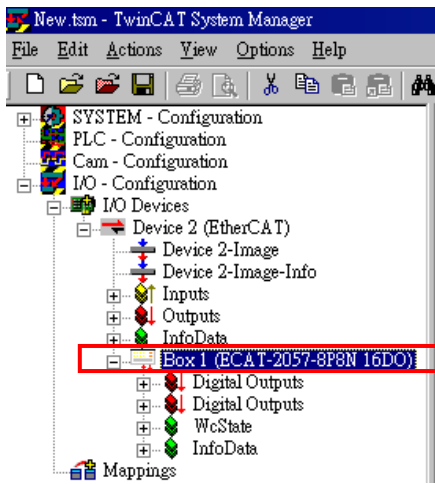 New.tsm - TwinCAT System Manager
File Edit Actions View Options Help
SYSTEM - Configuration
PLC - Configuration
Cam - Configuration
I/O - Configuration
I/O Devices
Device 2 (EtherCAT)
Device 2-Image
Device 2-Image-Info
Inputs
Outputs
InfoData
Box 1 (ECAT-2057-8P8N 16DO)
Digital Outputs
Digital Outputs
WcState
InfoData
Mappings